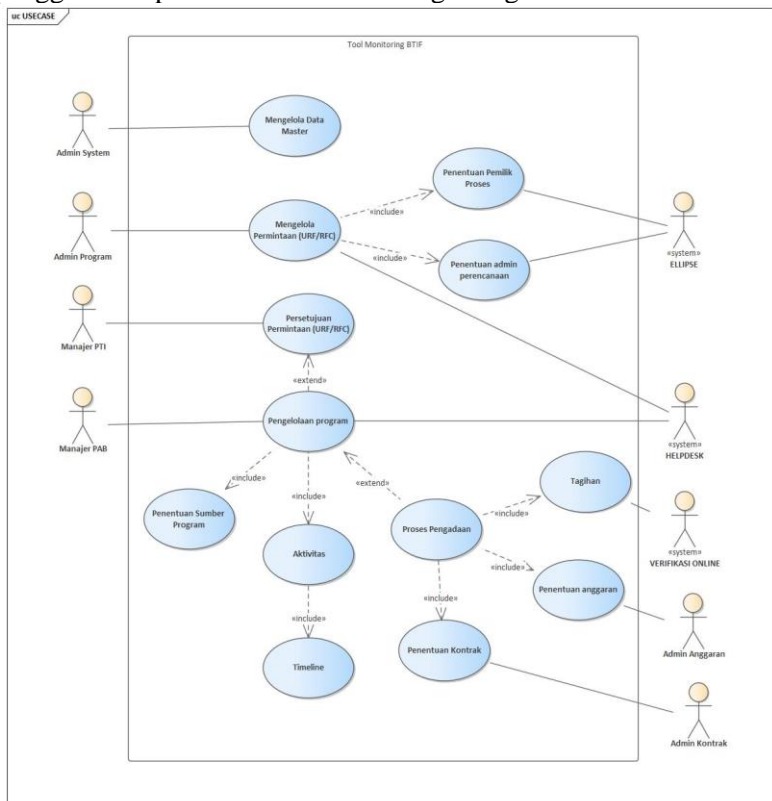 uc USECASE
Tool Monitoring BTIF
Admin System
Mengelola Data
Master
Penentuan Pemilik
Proses
«include»
Admin Program
Mengelola
Permintaan (URF/RFC)
«include»
Penentuan admin
perencanaan
«system»
ELLIPSE
Manajer PTI
Persetujuan
Permintaan (URF/RFC)
«extend»
Manajer PAB
Pengelolaan program
«system»
HELPDESK
«include»
«include»
«extend»
Penentuan Sumber
Program
Aktivitas
Proses Pengadaan
«include»
Tagihan
«system»
VERIFIKASI ONLINE
«include»
Penentuan anggaran
Admin Anggaran
«include»
«include»
Timeline
Penentuan Kontrak
Admin Kontrak